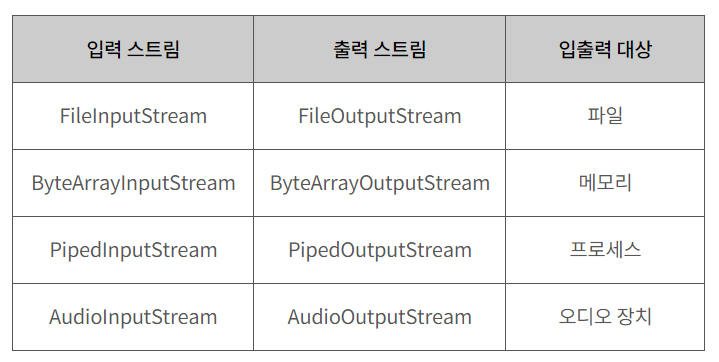 입력 스트림 출력 스트림 입출력 대상
FileInputStream FileOutputStream 파일
ByteArrayInputStream ByteArrayOutputStream 메모리
PipedInputStream PipedOutputStream 프로세스
AudioInputStream AudioOutputStream 오디오 장치